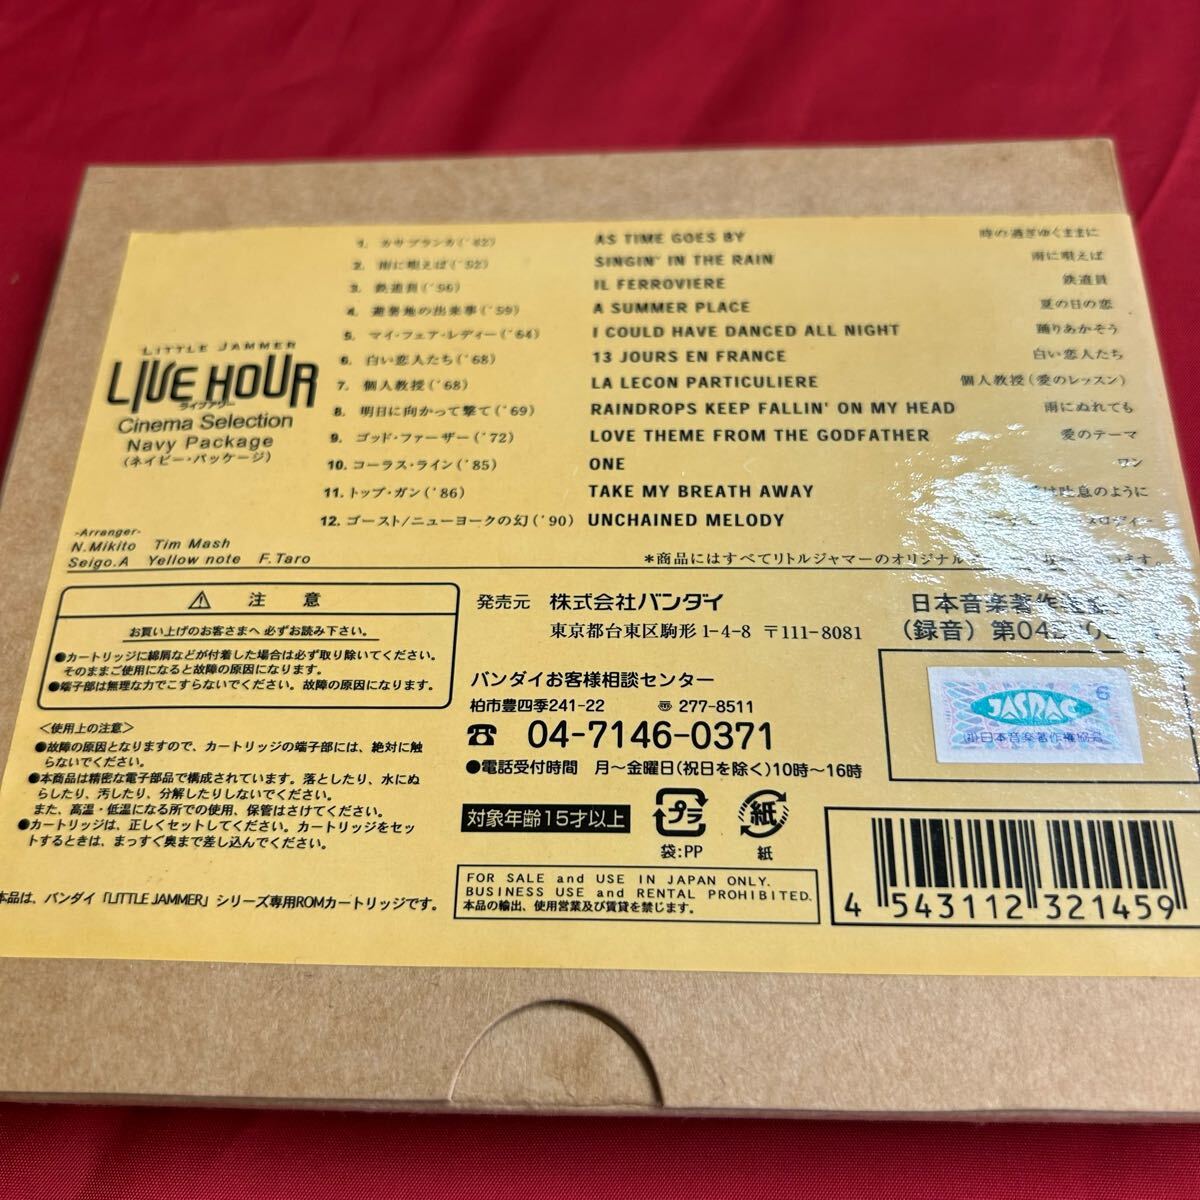 1. カサブランカ('42) AS TIME GOES BY 時の過ぎゆくままに
2. 雨に唄えば('52) SINGIN' IN THE RAIN 雨に唄えば
3. 鉄道員('56) IL FERROVIERE 鉄道員
4. 避暑地の出来事('59) A SUMMER PLACE 夏の日の恋
5. マイ・フェア・レディー('64) I COULD HAVE DANCED ALL NIGHT 踊りあかそう
6. 白い恋人たち('68) 13 JOURS EN FRANCE 白い恋人たち
7. 個人教授('68) LA LECON PARTICULIERE 個人教授(愛のレッスン)
8. 明日に向かって撃て('69) RAINDROPS KEEP FALLIN' ON MY HEAD 雨にぬれても
9. ゴッド・ファーザー('72) LOVE THEME FROM THE GODFATHER 愛のテーマ
10. コーラス・ライン('85) ONE ワン
11. トップ・ガン('86) TAKE MY BREATH AWAY は吐息のように
12. ゴースト/ニューヨークの幻('90) UNCHAINED MELODY
LITTLE JAMMER
LIVE HOUR
ライブアワー
Cinema Selection
Navy Package
(ネイビー・パッケージ)
-Arranger-
N.Mikito Tim Mash
Seigo.A Yellow note F.Taro
*商品にはすべてリトルジャマーのオリジナル
⚠ 注 意
お買い上げのお客さまへ 必ずお読み下さい。
●カートリッジに綿屑などが付着した場合は必ず取り除いてください。
そのままご使用になると故障の原因になります。
●端子部は無理な力でこすらないでください。故障の原因になります。
<使用上の注意>
●故障の原因となりますので、カートリッジの端子部には、絶対に触
らないでください。
●本商品は精密な電子部品で構成されています。落としたり、水にぬ
らしたり、汚したり、分解したりしないでください。
また、高温・低温になる所での使用、保管はさけてください。
●カートリッジは、正しくセットしてください。カートリッジをセッ
トするときは、まっすぐ奥まで差し込んでください。
本品は、バンダイ「LITTLE JAMMER」シリーズ専用ROMカートリッジです。
発売元 株式会社バンダイ
東京都台東区駒形1-4-8 〒111-8081
バンダイお客様相談センター
柏市豊四季241-22 〠 277-8511
☎ 04-7146-0371
●電話受付時間 月〜金曜日(祝日を除く)10時〜16時
対象年齢15才以上
プラ
袋:PP
紙
紙
FOR SALE and USE IN JAPAN ONLY.
BUSINESS USE and RENTAL PROHIBITED.
本品の輸出、使用営業及び賃貸を禁じます。
日本音楽著作
(録音) 第04
6
JASRAC
(社)日本音楽著作権協会
4 543112 321459